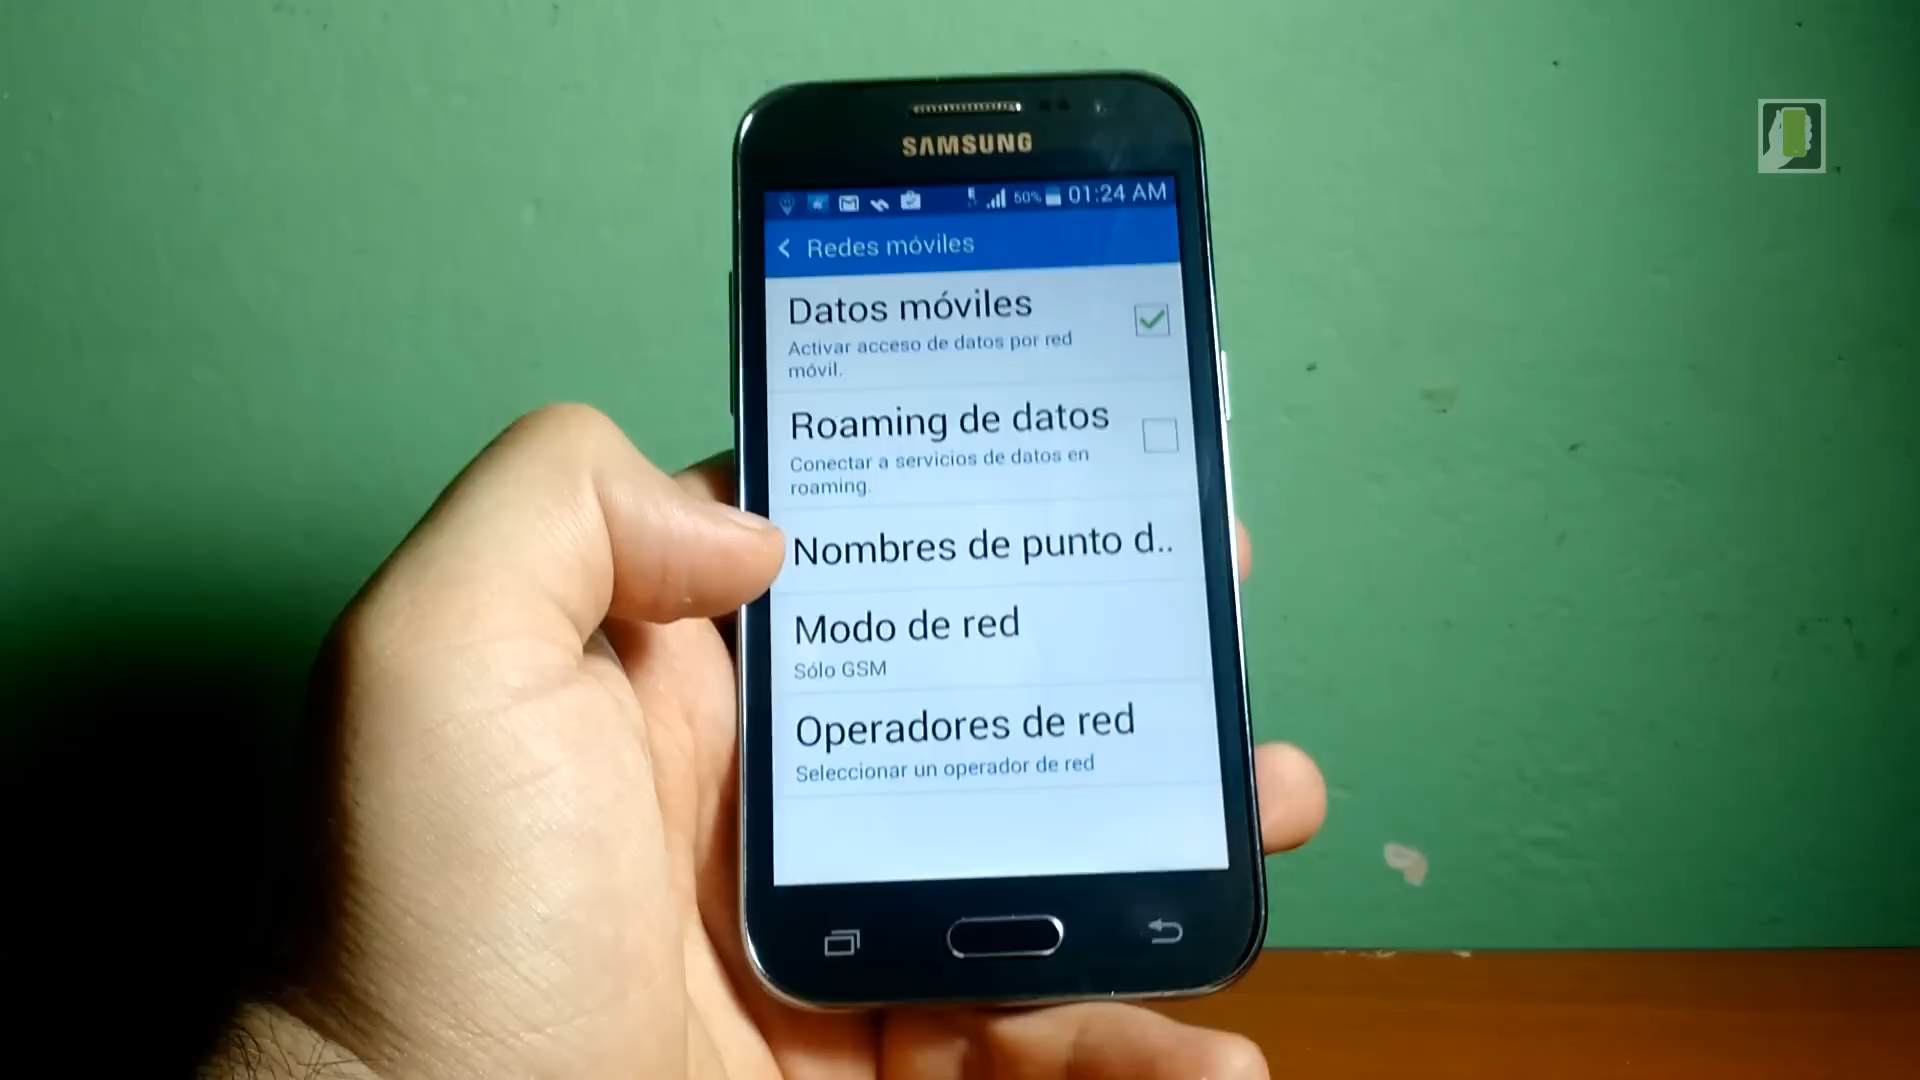 SAMSUNG
50% 01:24 AM
Redes móviles
Datos móviles
Activar acceso de datos por red
móvil.
Roaming de datos
Conectar a servicios de datos en
roaming.
Nombres de punto d..
Modo de red
Sólo GSM
Operadores de red
Seleccionar un operador de red